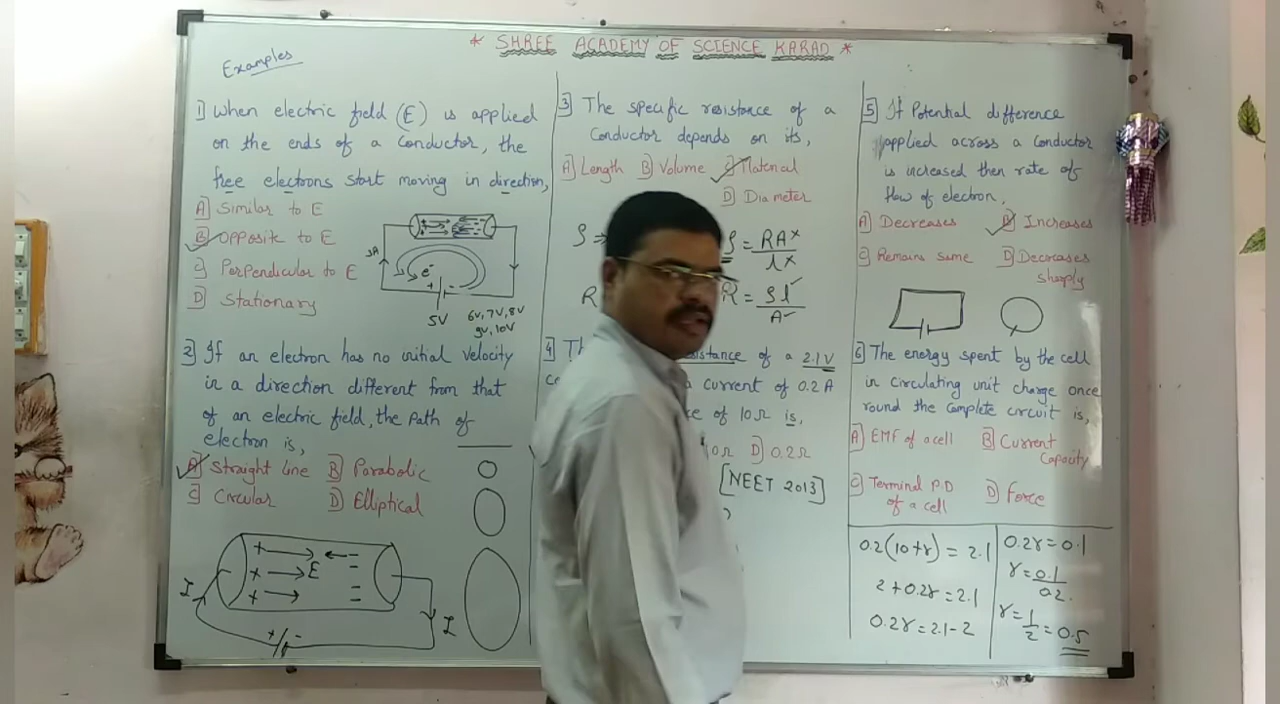 * SHREE ACADEMY OF SCIENCE KARAD *
Examples
1] When electric field (E) is applied
on the ends of a conductor, the
free electrons start moving in direction,
A] Similar to E
B] Opposite to E
C] Perpendicular to E
D] Stationary
e-
+ -
5V
6V, 7V, 8V
9V, 10V
2] If an electron has no initial velocity
in a direction different from that
of an electric field, the Path of
electron is,
A] Straight line B] Parabolic
C] Circular D] Elliptical
+ E
+
+
I
I
+ -
3] The specific resistance of a
Conductor depends on its,
A] Length B] Volume C] Material
D] Diameter
= RA
l
R = ρl
A
4]
of a 2.1V
a current of 0.2A
of 10Ω is,
D] 0.2Ω
[NEET 2013]
5] If Potential difference
applied across a conductor
is increased then rate of
flow of electron.
A] Decreases B] Increases
C] Remains same D] Decreases
sharply
6] The energy spent by the cell
in circulating unit charge once
round the complete circuit is,
A] EMF of a cell B] Current
Capacity
C] Terminal P.D
of a cell D] Force
0.2(10+r) = 2.1
2 + 0.2r = 2.1
0.2r = 2.1 - 2
0.2r = 0.1
r = 0.1
0.2
r = 1
2 = 0.5